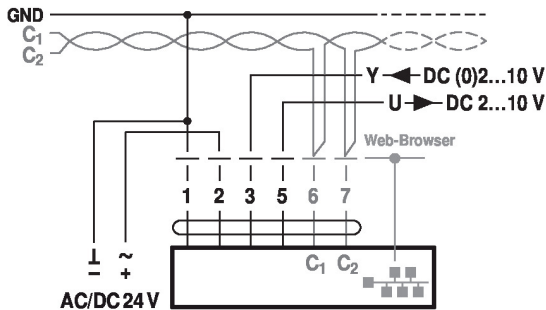 GND
C1
C2
Y DC (0)2...10 V
U DC 2...10 V
Web-Browser
1 2 3 5 6 7
⊥ ~
– +
C1 C2
AC/DC 24 V